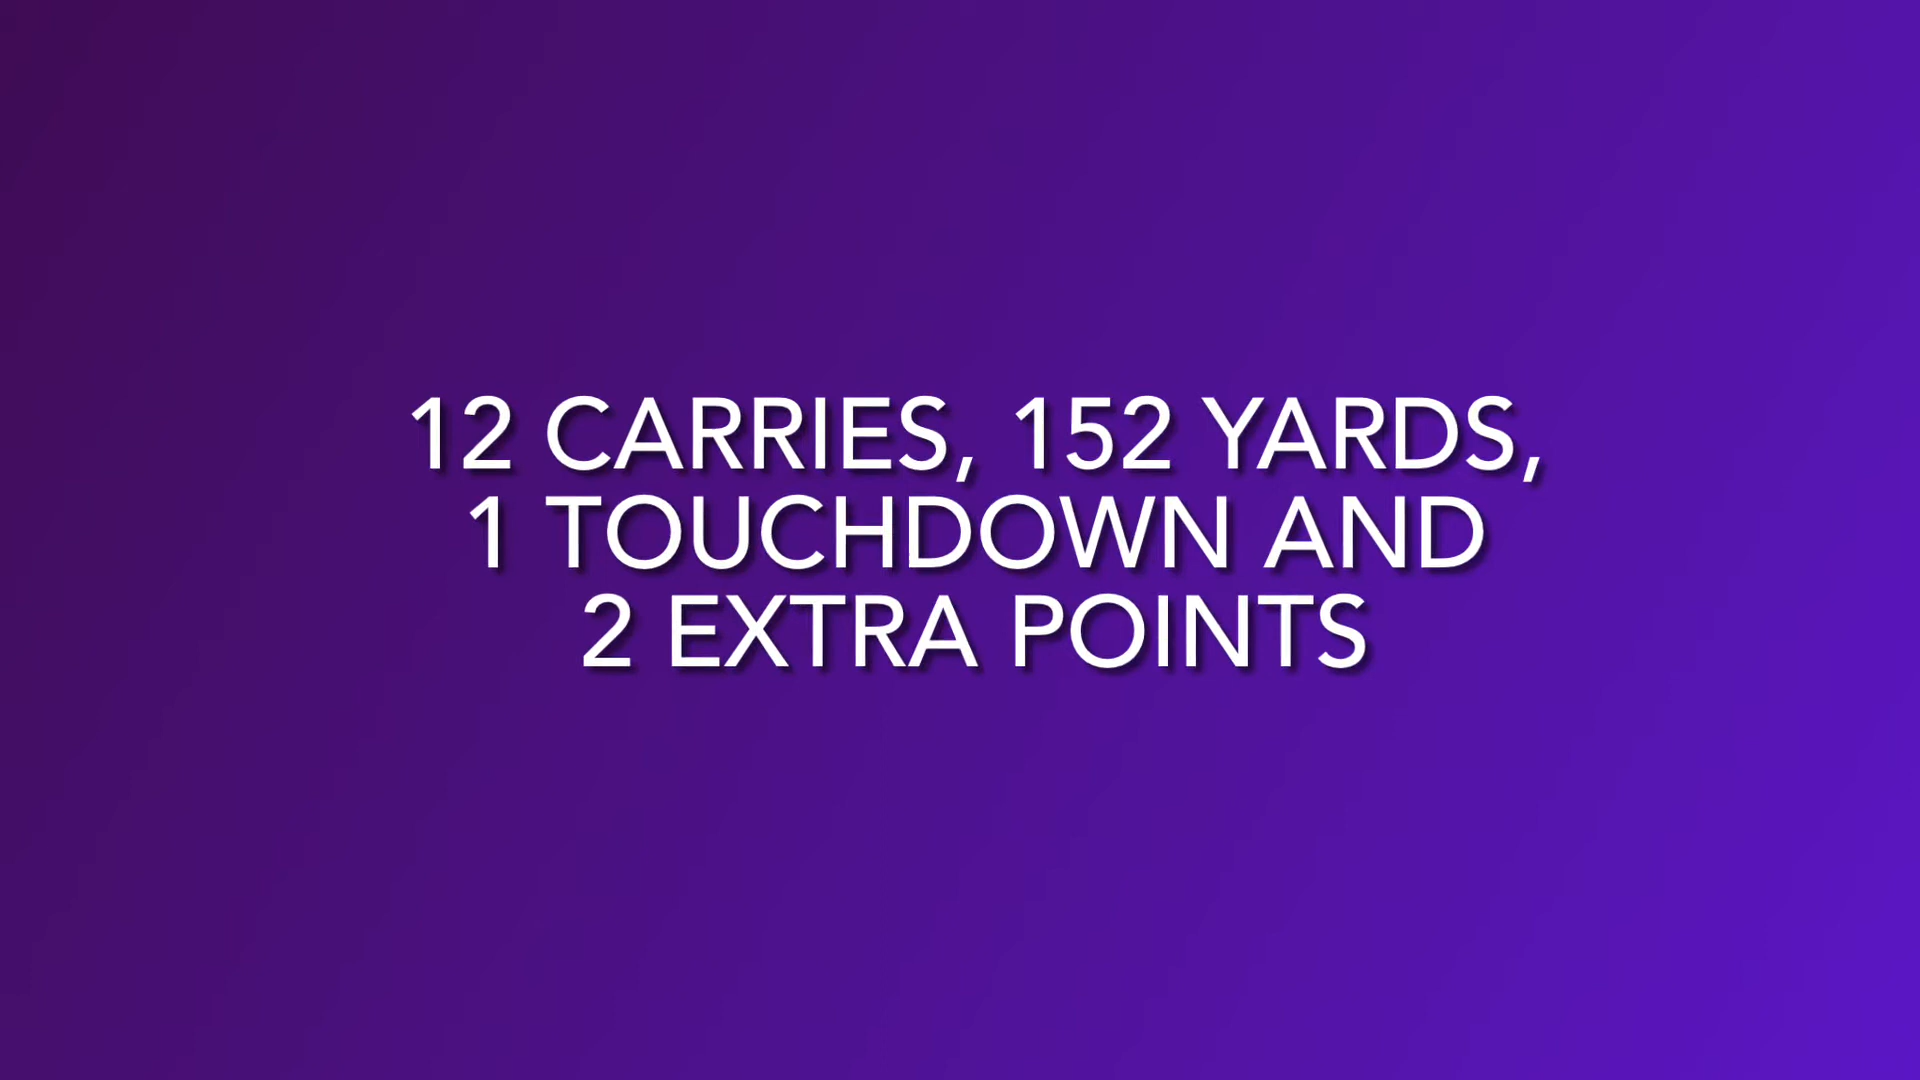 12 CARRIES, 152 YARDS,
1 TOUCHDOWN AND
2 EXTRA POINTS